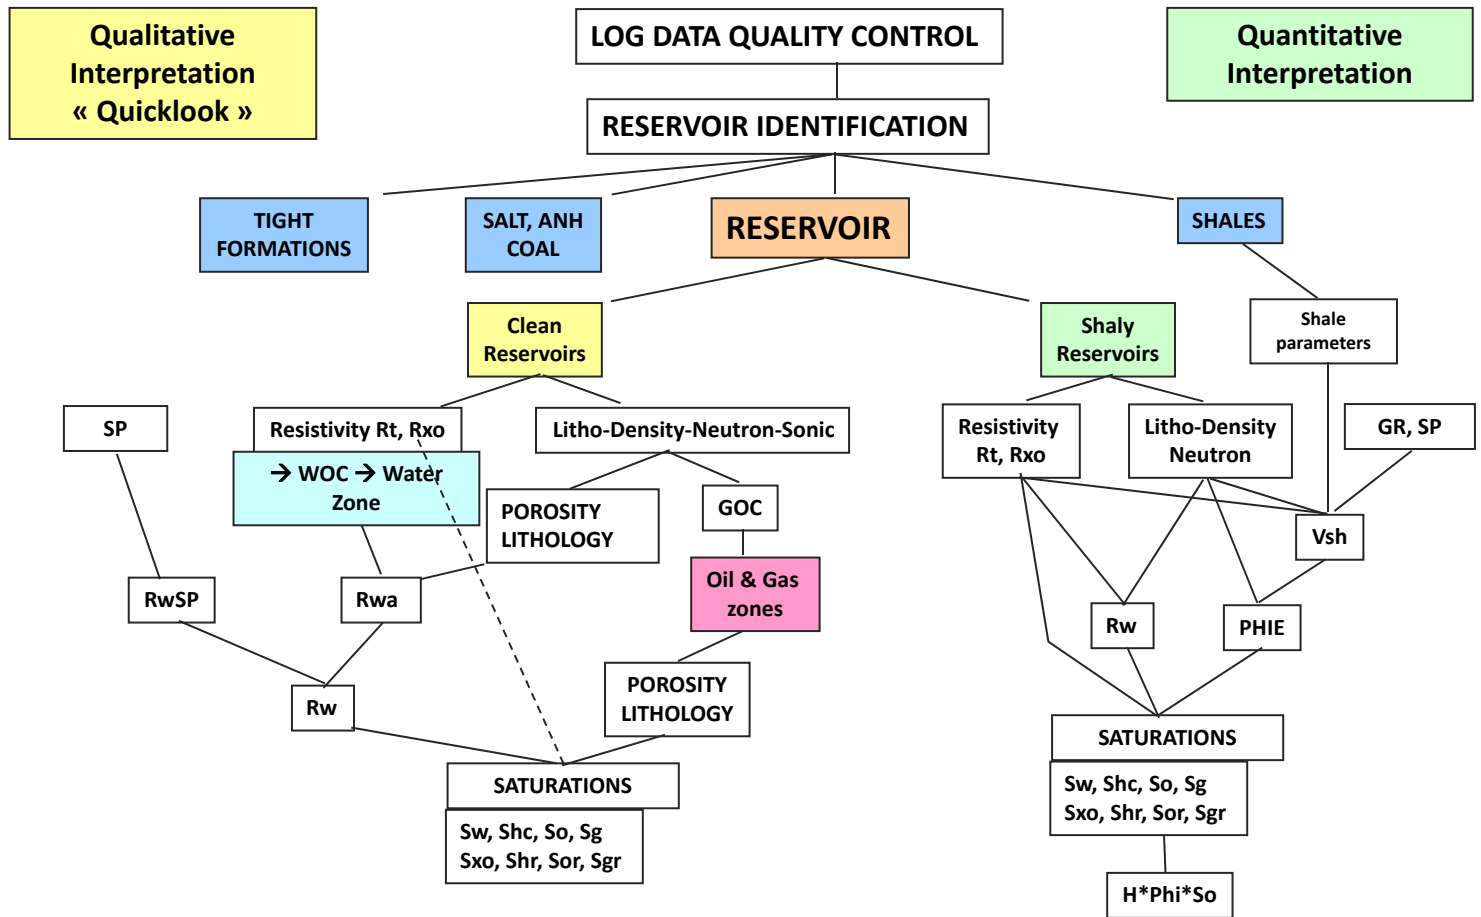 Qualitative
Interpretation
« Quicklook »
LOG DATA QUALITY CONTROL
Quantitative
Interpretation
RESERVOIR IDENTIFICATION
TIGHT
FORMATIONS
SALT, ANH
COAL
RESERVOIR
SHALES
Clean
Reservoirs
Shaly
Reservoirs
Shale
parameters
SP
Resistivity Rt, Rxo
Litho-Density-Neutron-Sonic
Resistivity
Rt, Rxo
Litho-Density
Neutron
GR, SP
→ WOC → Water
Zone
POROSITY
LITHOLOGY
GOC
Vsh
Oil & Gas
zones
RwSP
Rwa
Rw
PHIE
POROSITY
LITHOLOGY
Rw
SATURATIONS
Sw, Shc, So, Sg
Sxo, Shr, Sor, Sgr
SATURATIONS
Sw, Shc, So, Sg
Sxo, Shr, Sor, Sgr
H*Phi*So